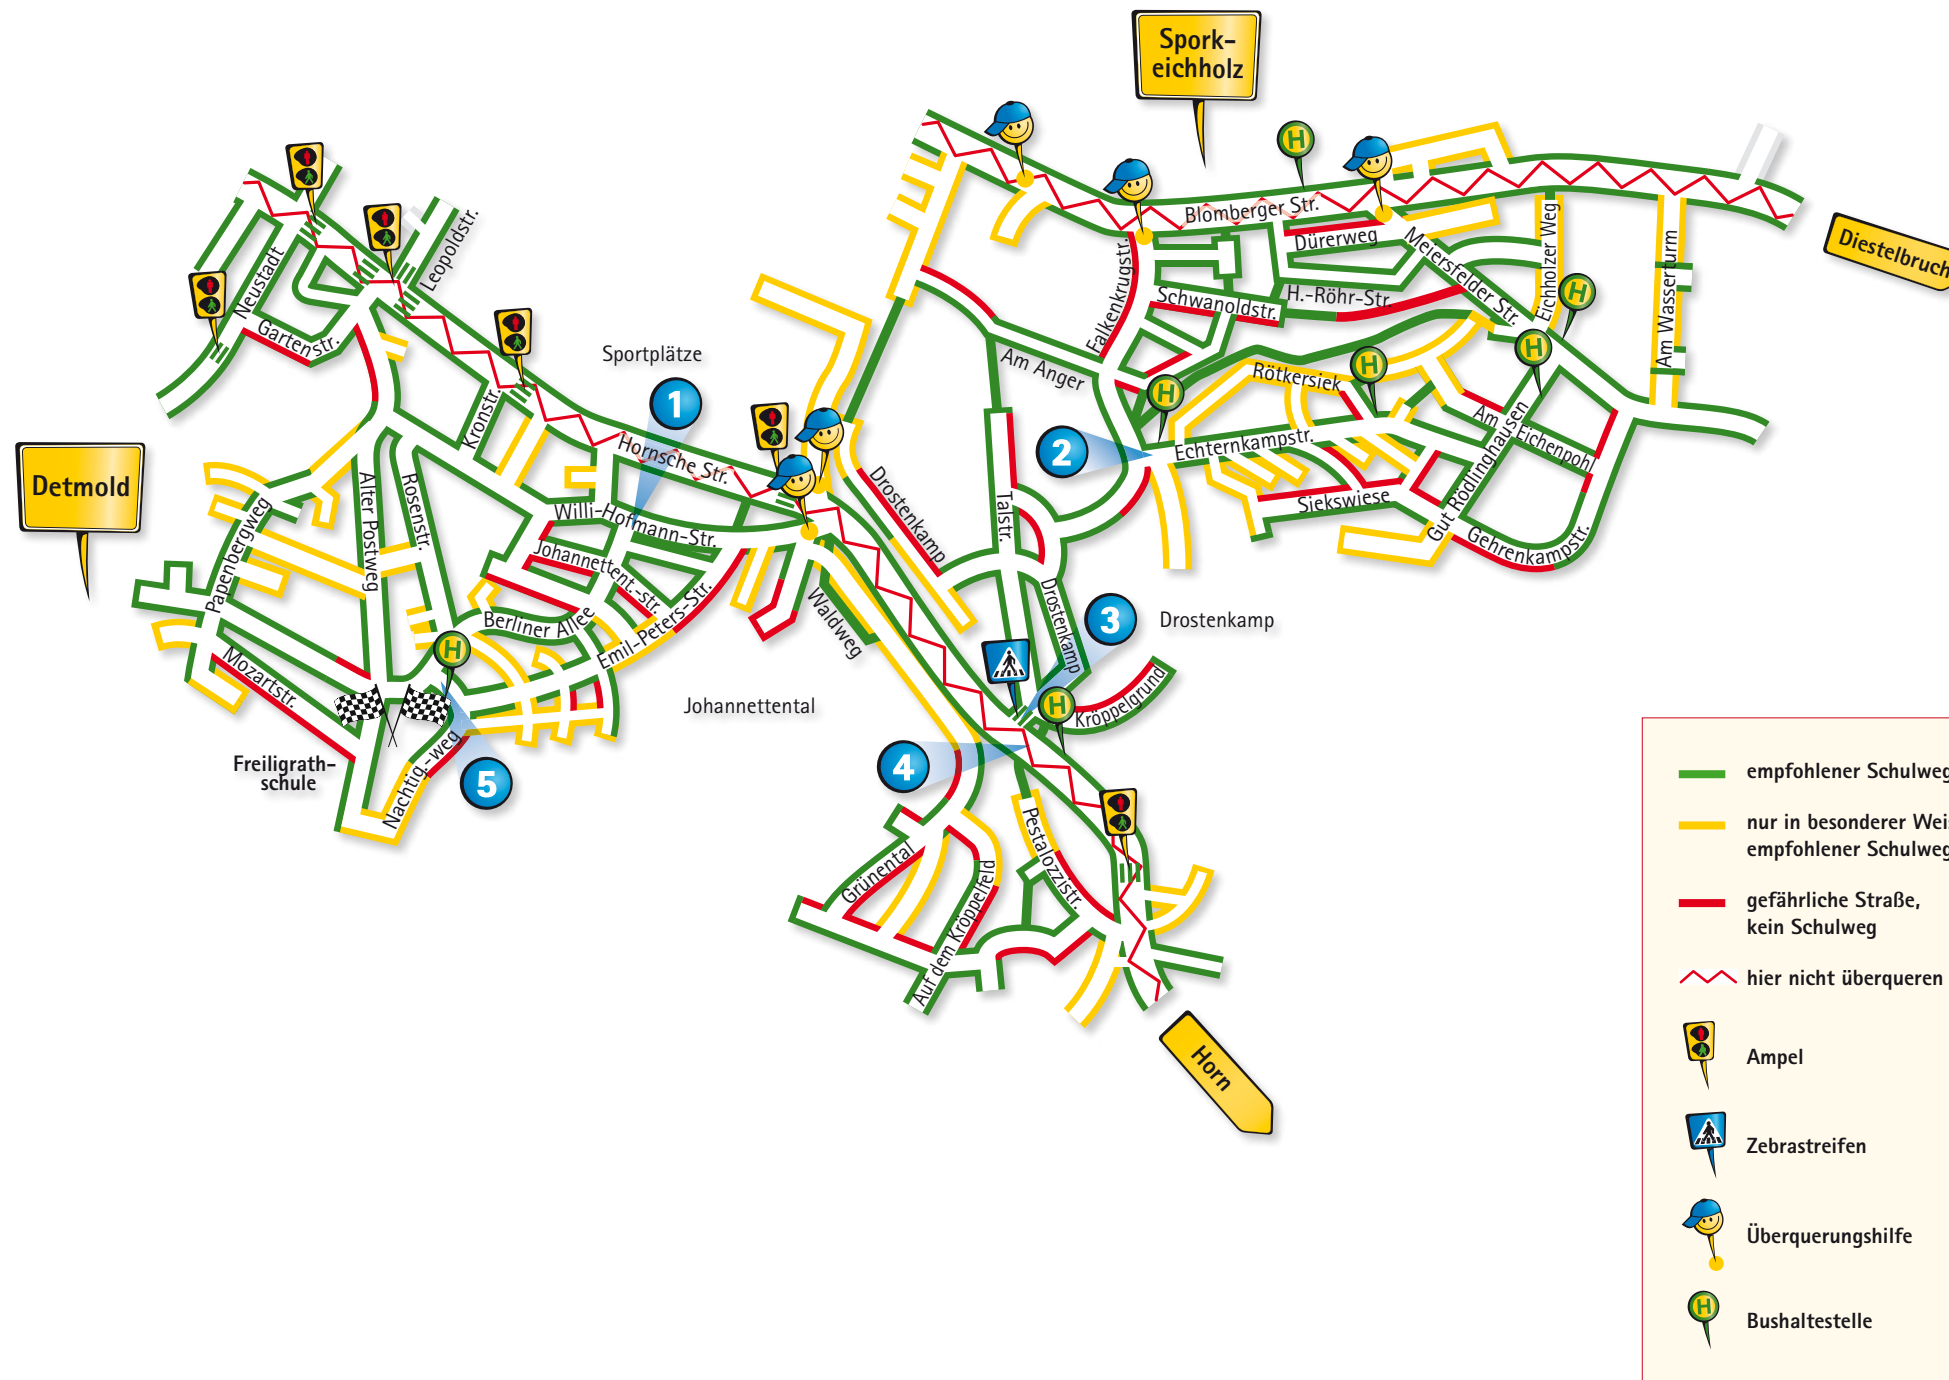 Spork-
eichholz
Diestelbruch
Blomberger Str.
Dürerweg
Meiersfelder Str.
Eichholzer Weg
Am Wasserturm
H.-Röhr-Str.
Schwanoldstr.
Falkenkrugstr.
Am Anger
Rötkersiek
Am Eichenpohl
Echternkampstr.
Siekswiese
Gut Rödlinghausen
Gehrenkampstr.
H
H
H
H
H
Leopoldstr.
Neustadt
Gartenstr.
Kronstr.
Sportplätze
1
2
Hornsche Str.
Detmold
Drostenkamp
Talstr.
Alter Postweg
Rosenstr.
Papenbergweg
Willi-Hofmann-Str.
Johannettent.-str.
Berliner Allee
Emil-Peters-Str.
Waldweg
Drostenkamp
3
Drostenkamp
H
H
Mozartstr.
Johannettental
Kröppelgrund
Freiligrath-
schule
Nachtig.-weg
5
4
Pestalozzistr.
Grünental
Auf dem Kröppelfeld
Horn
empfohlener Schulweg
nur in besonderer Weis
empfohlener Schulweg
gefährliche Straße,
kein Schulweg
hier nicht überqueren
Ampel
Zebrastreifen
Überquerungshilfe
H
Bushaltestelle